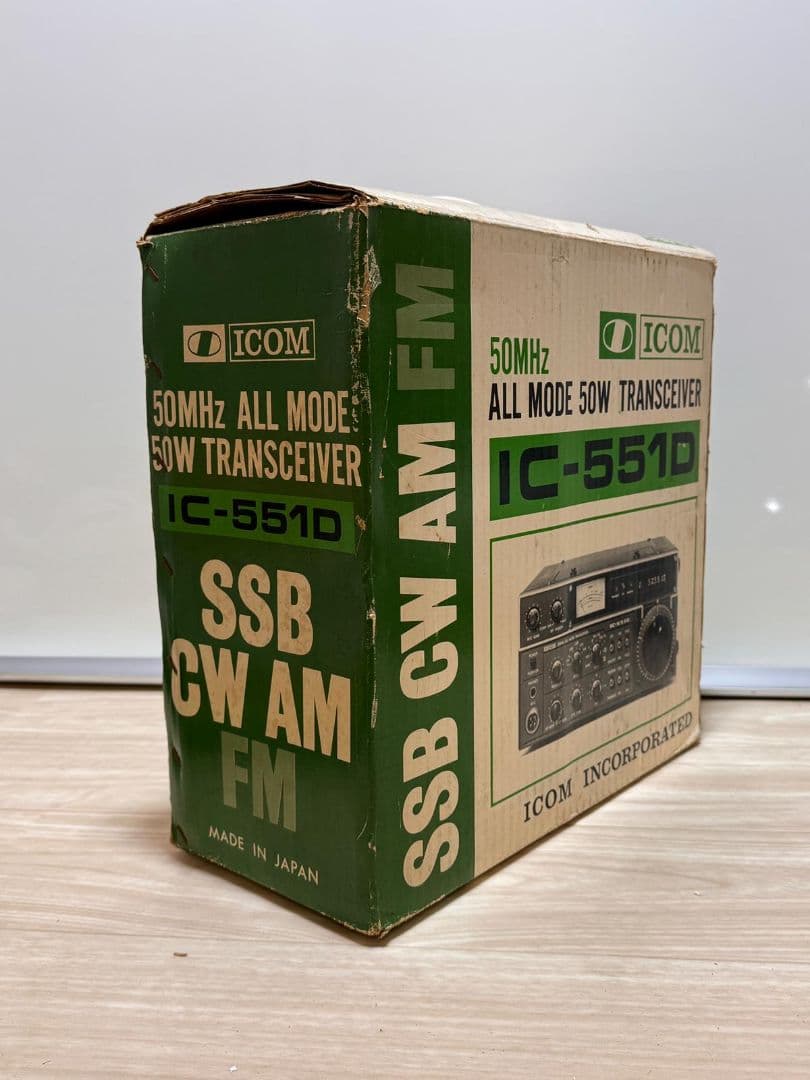 ICOM
50MHz ALL MODE
50W TRANSCEIVER
IC-551D
SSB
CW AM
FM
MADE IN JAPAN
SSB CW AM FM
ICOM
50MHz
ALL MODE 50W TRANSCEIVER
IC-551D
ICOM INCORPORATED